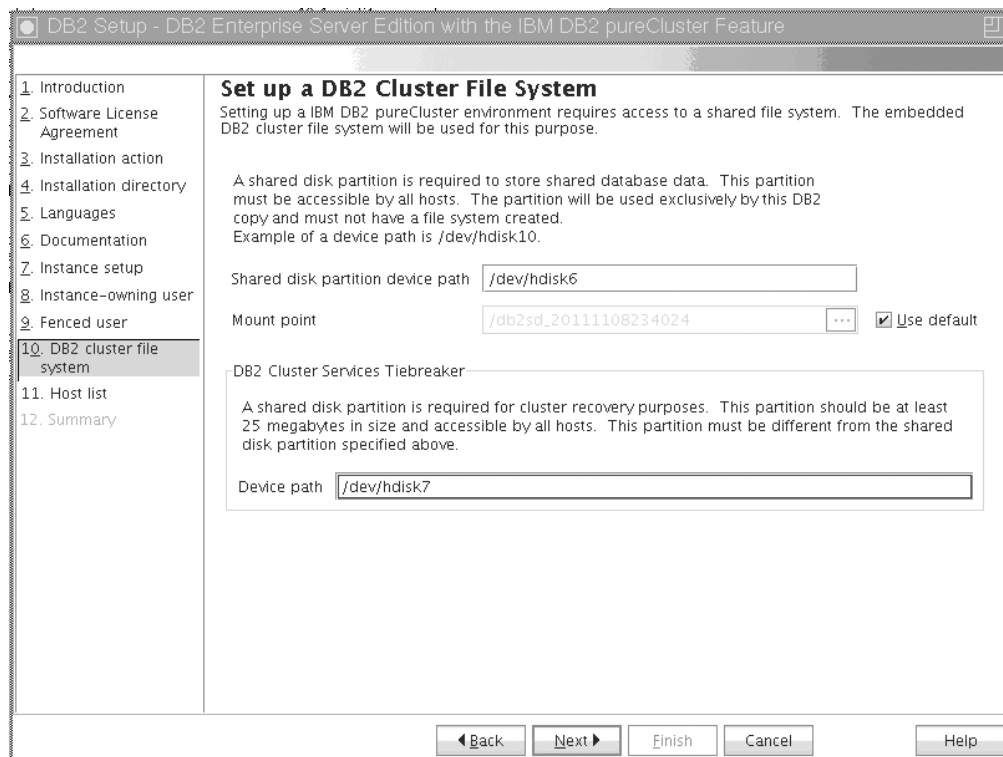 DB2 Setup - DB2 Enterprise Server Edition with the IBM DB2 pureCluster Feature
1. Introduction
2. Software License
Agreement
3. Installation action
4. Installation directory
5. Languages
6. Documentation
7. Instance setup
8. Instance-owning user
9. Fenced user
10. DB2 cluster file
system
11. Host list
12. Summary
Set up a DB2 Cluster File System
Setting up a IBM DB2 pureCluster environment requires access to a shared file system. The embedded
DB2 cluster file system will be used for this purpose.
A shared disk partition is required to store shared database data. This partition
must be accessible by all hosts. The partition will be used exclusively by this DB2
copy and must not have a file system created.
Example of a device path is /dev/hdisk10.
Shared disk partition device path /dev/hdisk6
Mount point /db2sd_20111108234024 ... Use default
DB2 Cluster Services Tiebreaker
A shared disk partition is required for cluster recovery purposes. This partition should be at least
25 megabytes in size and accessible by all hosts. This partition must be different from the shared
disk partition specified above.
Device path /dev/hdisk7
Back Next Finish Cancel Help